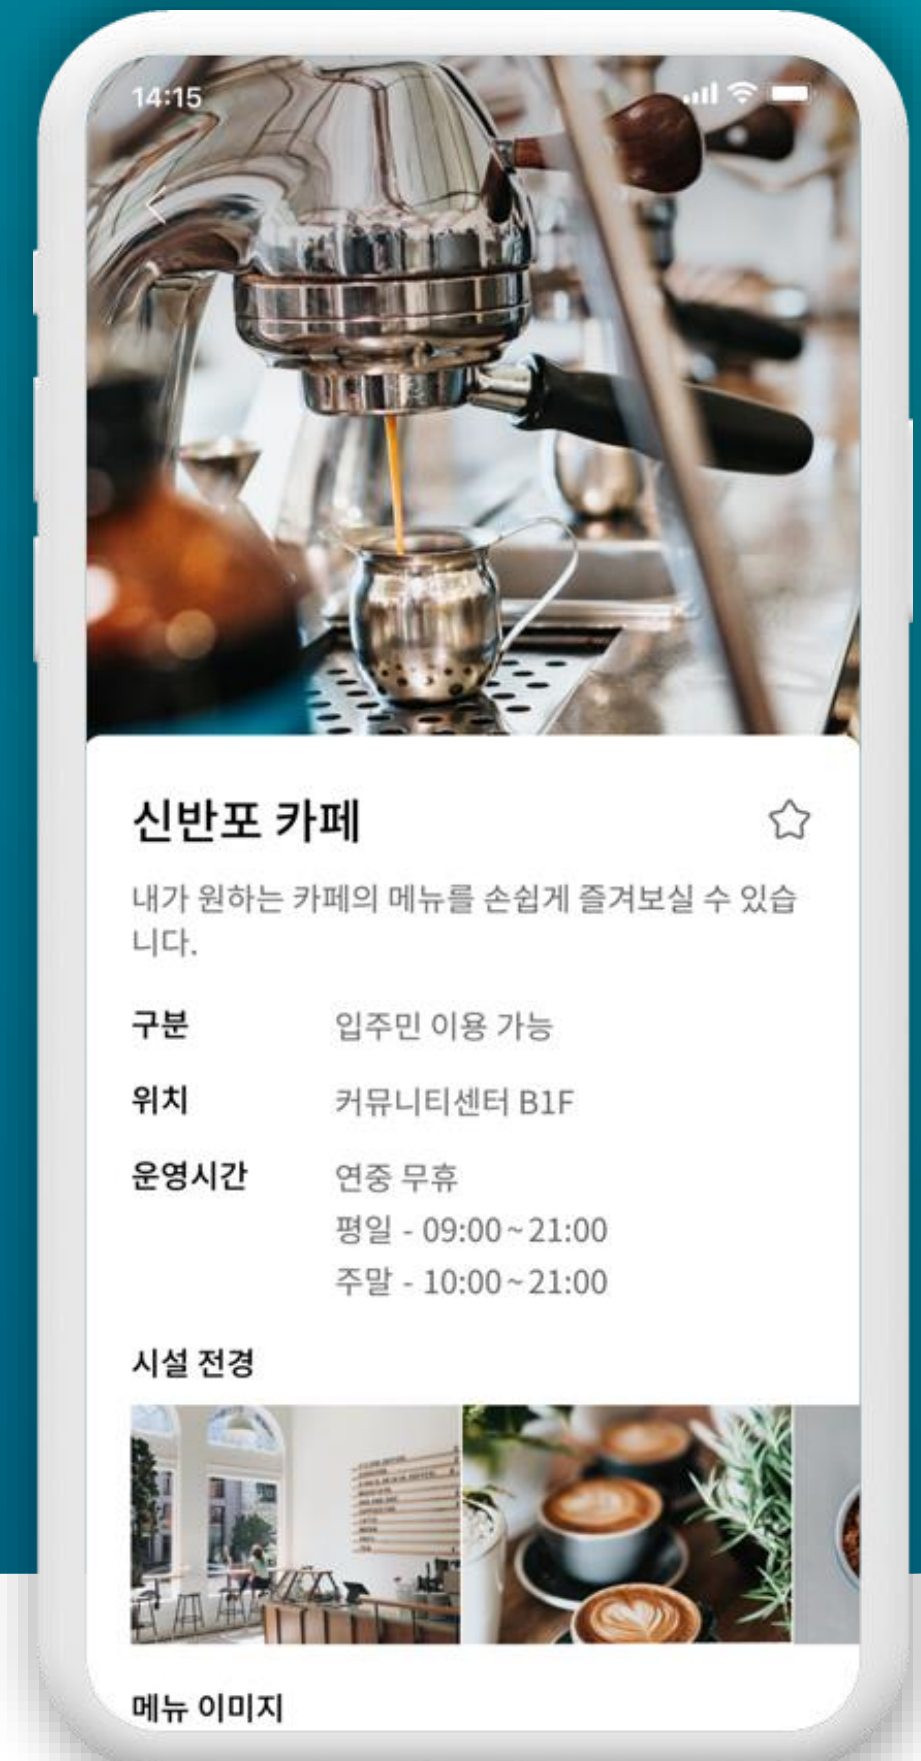 14:15
신반포 카페
내가 원하는 카페의 메뉴를 손쉽게 즐겨보실 수 있습
니다.
구분 입주민 이용 가능
위치 커뮤니티센터 B1F
운영시간 연중 무휴
평일 - 09:00~21:00
주말 - 10:00~21:00
시설 전경
메뉴 이미지